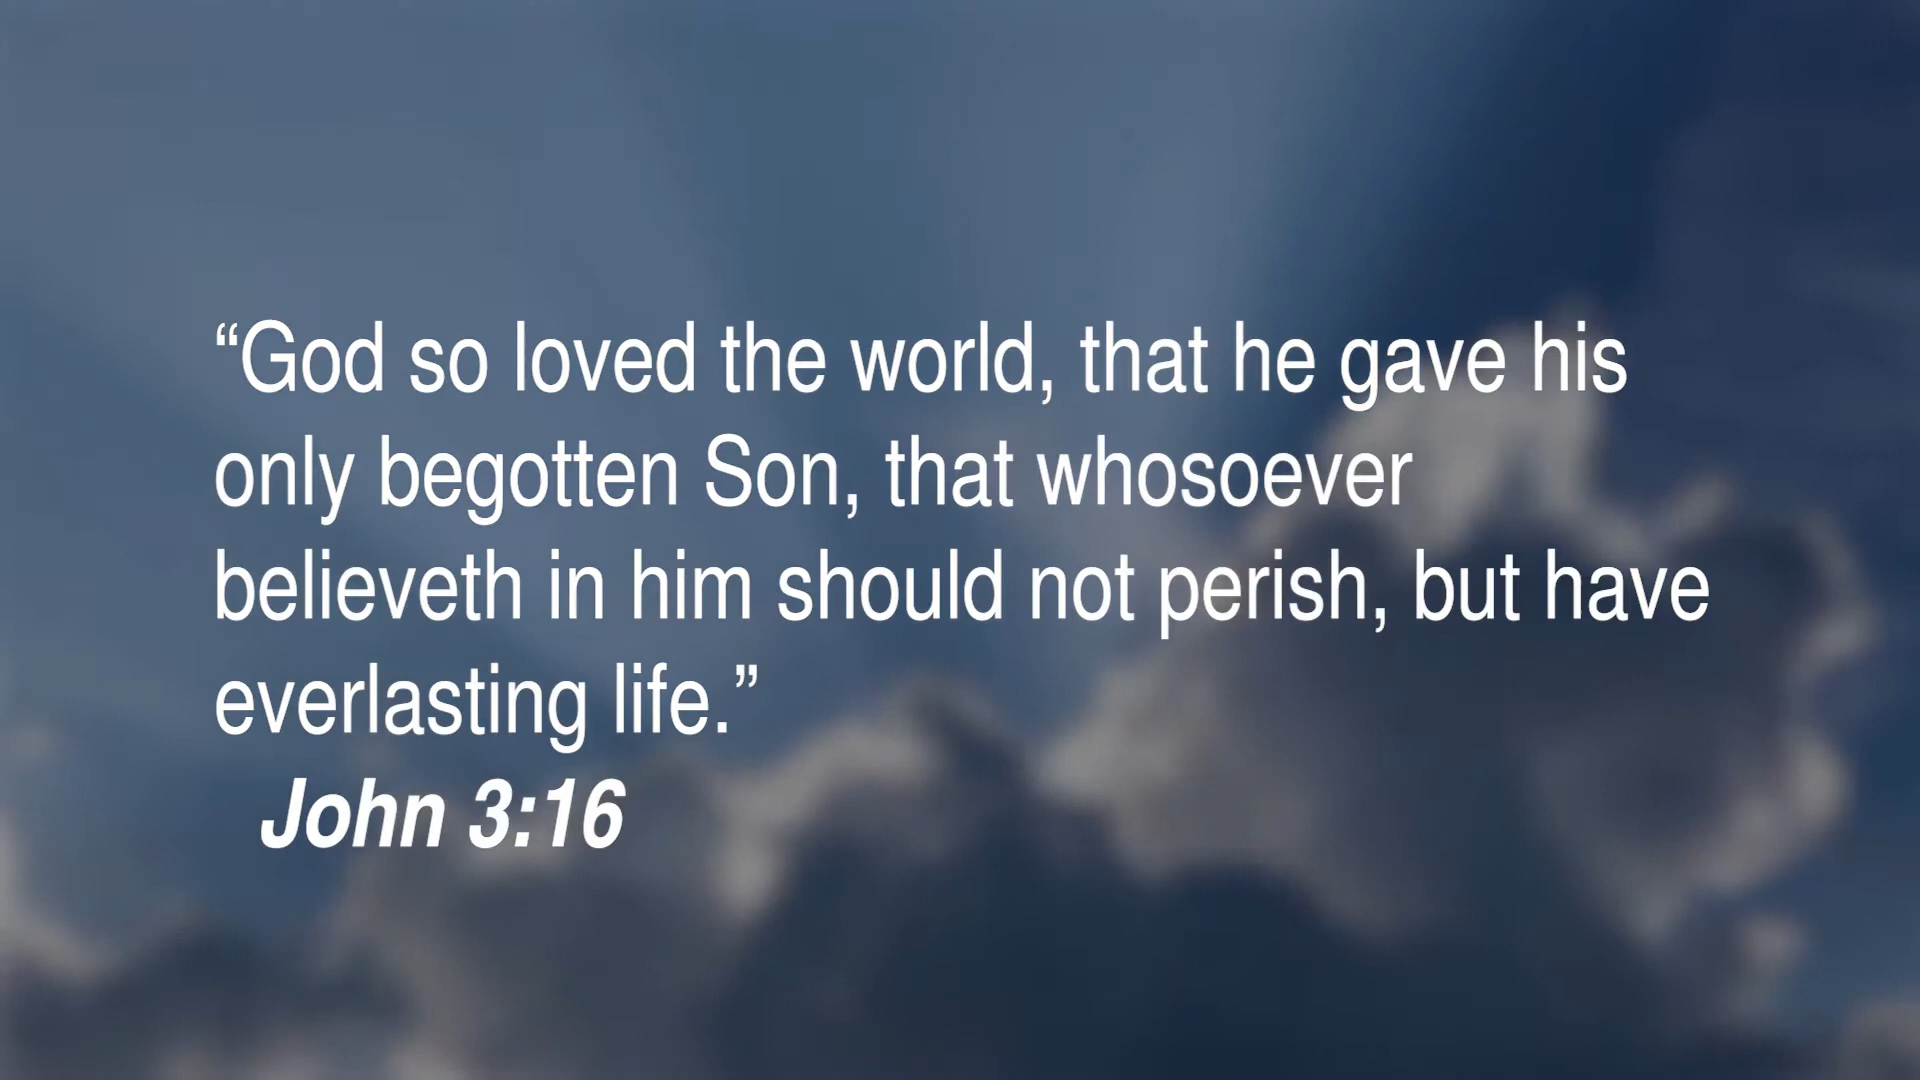 “God so loved the world, that he gave his
only begotten Son, that whosoever
believeth in him should not perish, but have
everlasting life.”
John 3:16